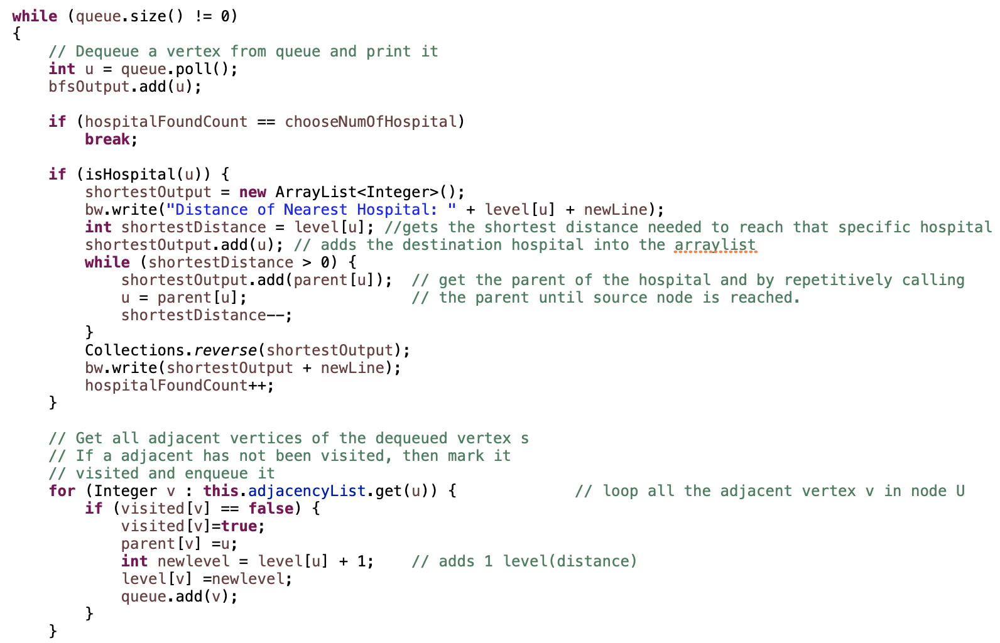 while (queue.size() != 0)
{
    // Dequeue a vertex from queue and print it
    int u = queue.poll();
    bfsOutput.add(u);

    if (hospitalFoundCount == chooseNumOfHospital)
        break;

    if (isHospital(u)) {
        shortestOutput = new ArrayList<Integer>();
        bw.write("Distance of Nearest Hospital: " + level[u] + newLine);
        int shortestDistance = level[u]; //gets the shortest distance needed to reach that specific hospital
        shortestOutput.add(u); // adds the destination hospital into the arraylist
        while (shortestDistance > 0) {
            shortestOutput.add(parent[u]);  // get the parent of the hospital and by repetitively calling
            u = parent[u];                  // the parent until source node is reached.
            shortestDistance--;
        }
        Collections.reverse(shortestOutput);
        bw.write(shortestOutput + newLine);
        hospitalFoundCount++;
    }

    // Get all adjacent vertices of the dequeued vertex s
    // If a adjacent has not been visited, then mark it
    // visited and enqueue it
    for (Integer v : this.adjacencyList.get(u)) {             // loop all the adjacent vertex v in node U
        if (visited[v] == false) {
            visited[v]=true;
            parent[v] =u;
            int newlevel = level[u] + 1;    // adds 1 level(distance)
            level[v] =newlevel;
            queue.add(v);
        }
    }